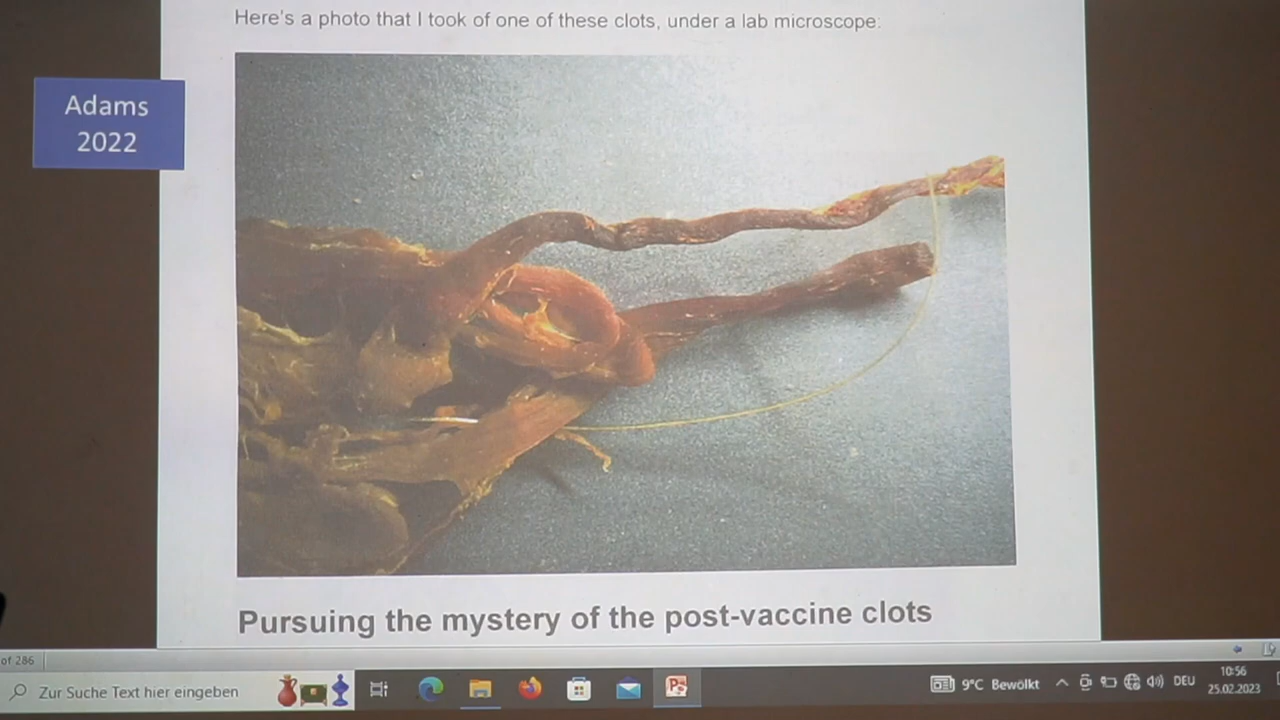 Here's a photo that I took of one of these clots, under a lab microscope:
Adams
2022
Pursuing the mystery of the post-vaccine clots
of 286
Zur Suche Text hier eingeben
9°C Bewölkt
DEU
10:56
25.02.2023